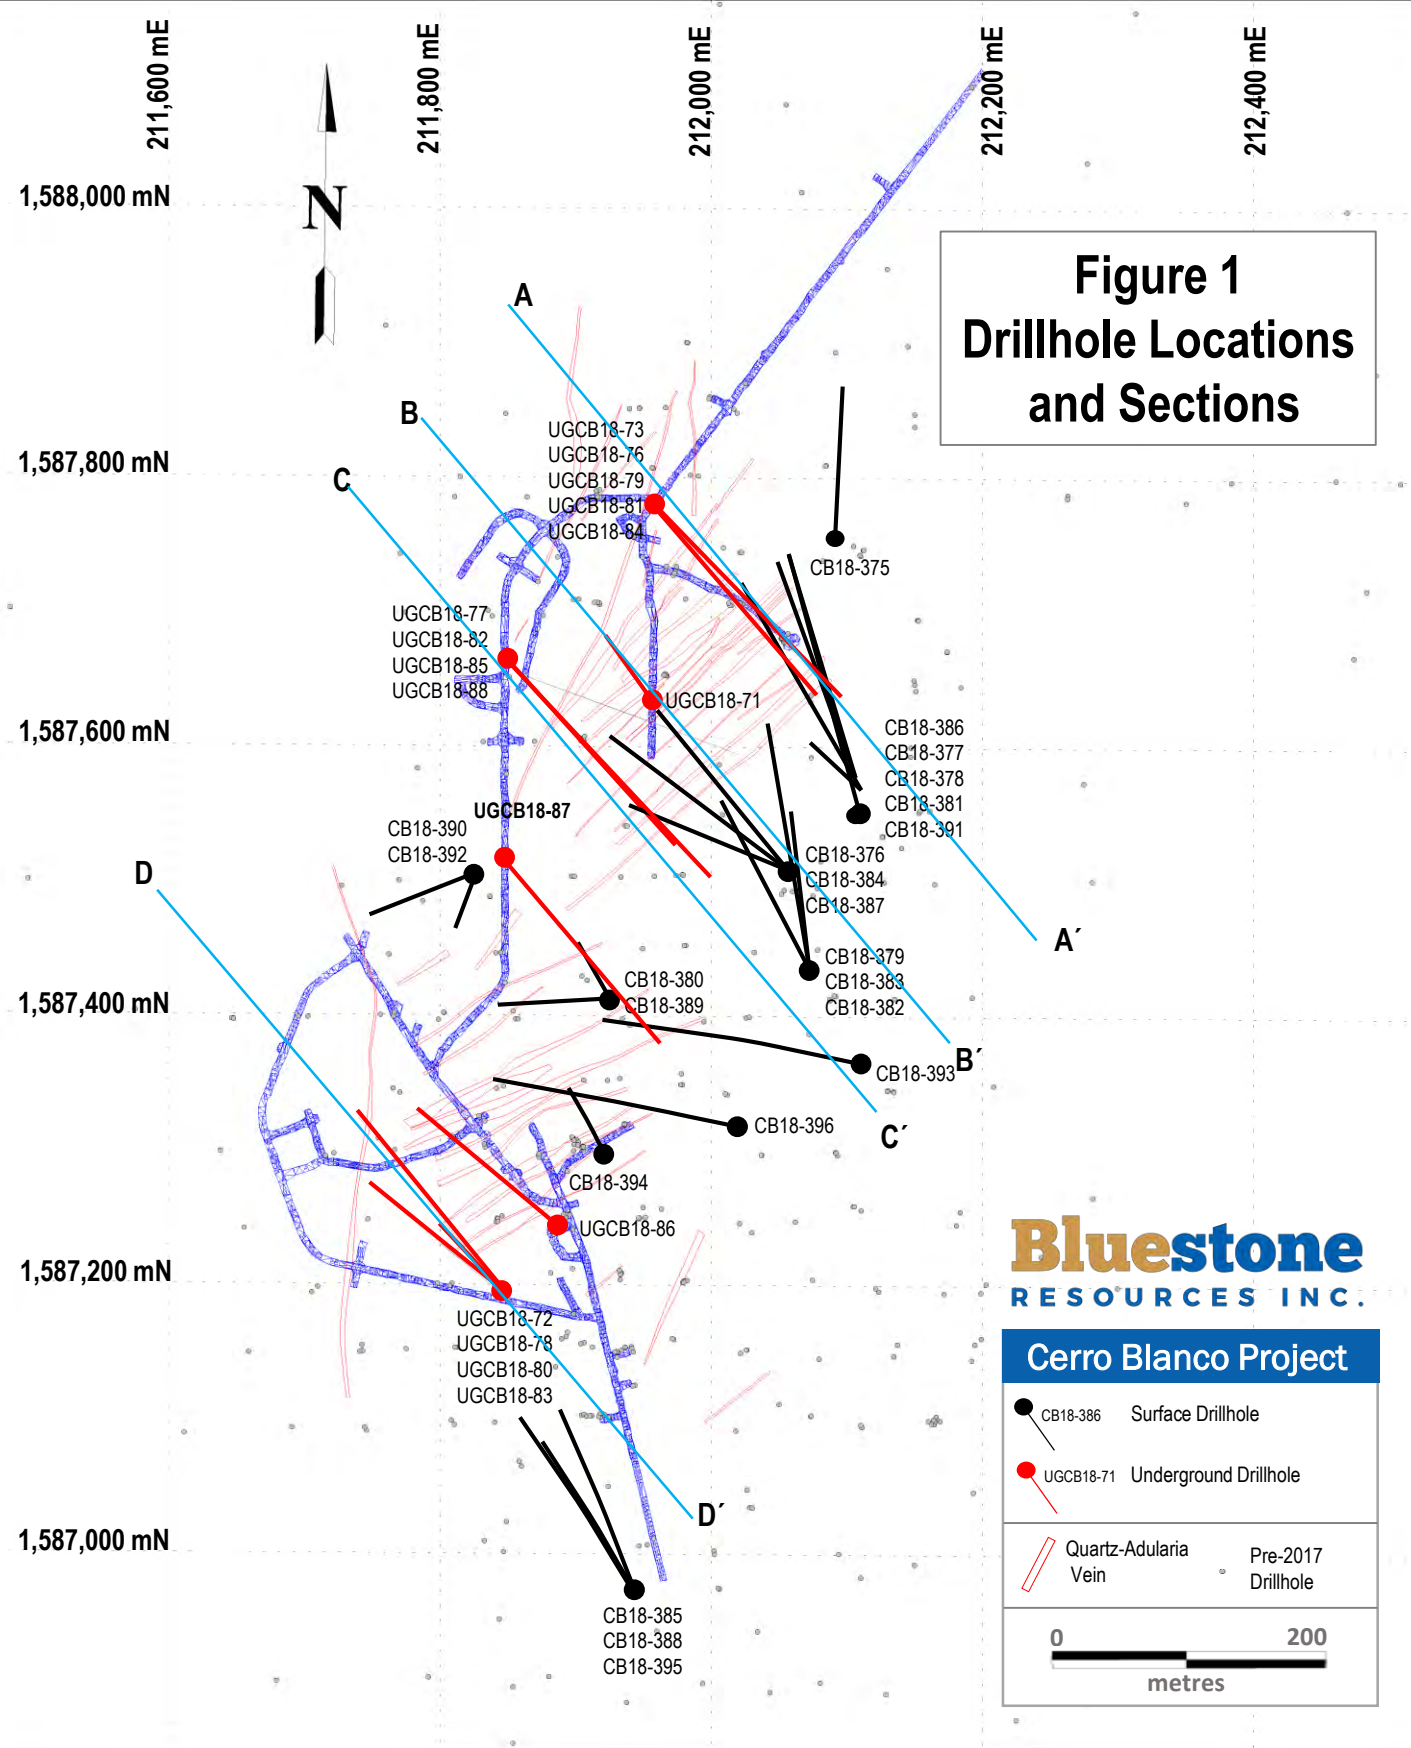 211,600 mE
211,800 mE
212,000 mE
212,200 mE
212,400 mE
1,588,000 mN
N
Figure 1
Drillhole Locations
and Sections
A
B
UGCB18-73
UGCB18-76
UGCB18-79
UGCB18-81
UGCB18-84
1,587,800 mN
C
CB18-375
UGCB18-77
UGCB18-82
UGCB18-85
UGCB18-88
UGCB18-71
1,587,600 mN
CB18-386
CB18-377
CB18-378
CB18-381
CB18-391
UGCB18-87
CB18-390
CB18-392
D
CB18-376
CB18-384
CB18-387
A´
CB18-379
CB18-383
CB18-382
CB18-380
CB18-389
1,587,400 mN
B´
CB18-393
C´
CB18-396
CB18-394
UGCB18-86
1,587,200 mN
UGCB18-72
UGCB18-78
UGCB18-80
UGCB18-83
D´
1,587,000 mN
CB18-385
CB18-388
CB18-395
Bluestone
RESOURCES INC.
Cerro Blanco Project
CB18-386 Surface Drillhole
UGCB18-71 Underground Drillhole
Quartz-Adularia
Vein
Pre-2017
Drillhole
0 200
metres